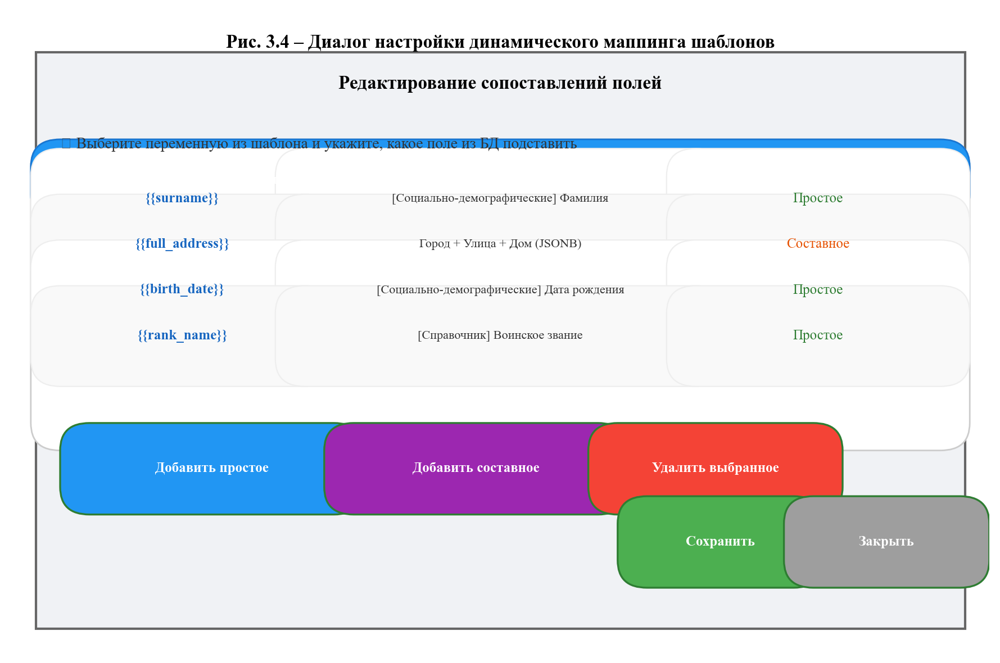 Рис. 3.4 – Диалог настройки динамического маппинга шаблонов
Редактирование сопоставлений полей
Выберите переменную из шаблона и укажите, какое поле из БД подставить
{{surname}} [Социально-демографические] Фамилия Простое
{{full_address}} Город + Улица + Дом (JSONB) Составное
{{birth_date}} [Социально-демографические] Дата рождения Простое
{{rank_name}} [Справочник] Воинское звание Простое
Добавить простое Добавить составное Удалить выбранное
Сохранить Закрыть